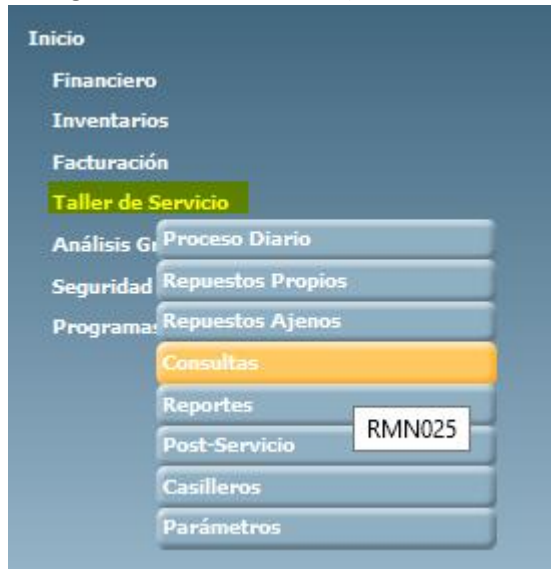 Inicio
Financiero
Inventarios
Facturación
Taller de Servicio
Análisis G
Seguridad
Programas
Proceso Diario
Repuestos Propios
Repuestos Ajenos
Consultas
Reportes
RMN025
Post-Servicio
Casilleros
Parámetros